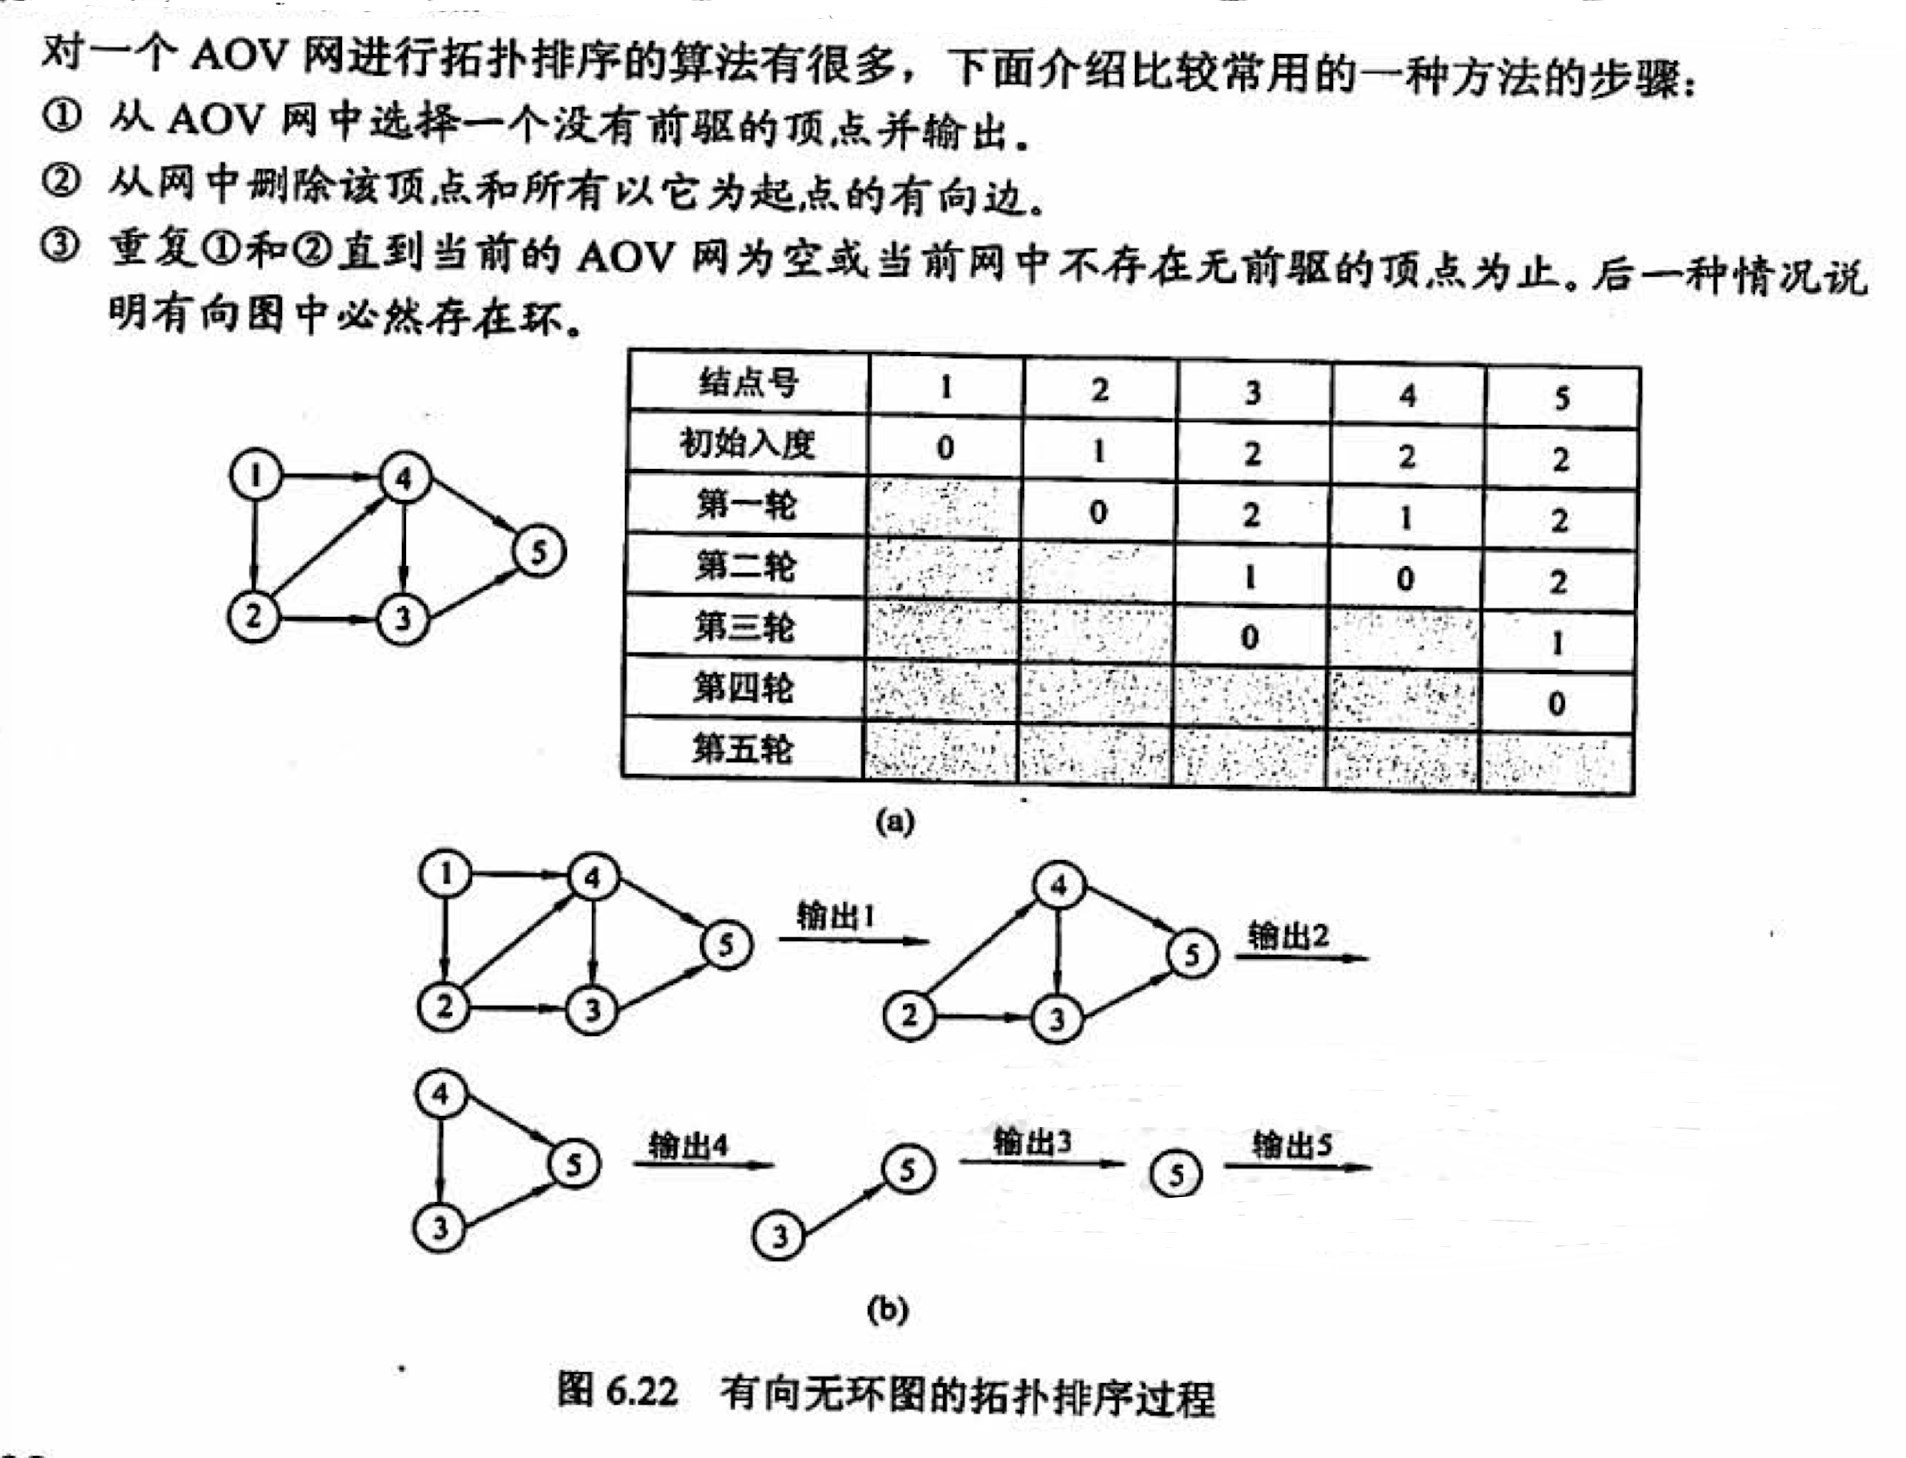 对一个 AOV 网进行拓扑排序的算法有很多，下面介绍比较常用的一种方法的步骤：
① 从 AOV 网中选择一个没有前驱的顶点并输出。
② 从网中删除该顶点和所有以它为起点的有向边。
③ 重复①和②直到当前的 AOV 网为空或当前网中不存在无前驱的顶点为止。后一种情况说
明有向图中必然存在环。
1 4 5 2 3
结点号 1 2 3 4 5
初始入度 0 1 2 2 2
第一轮 0 2 1 2
第二轮 1 0 2
第三轮 0 1
第四轮 0
第五轮
(a)
1 4 5 2 3 输出1 4 5 2 3 输出2
4 5 3 输出4 5 3 输出3 5 输出5
(b)
图 6.22 有向无环图的拓扑排序过程